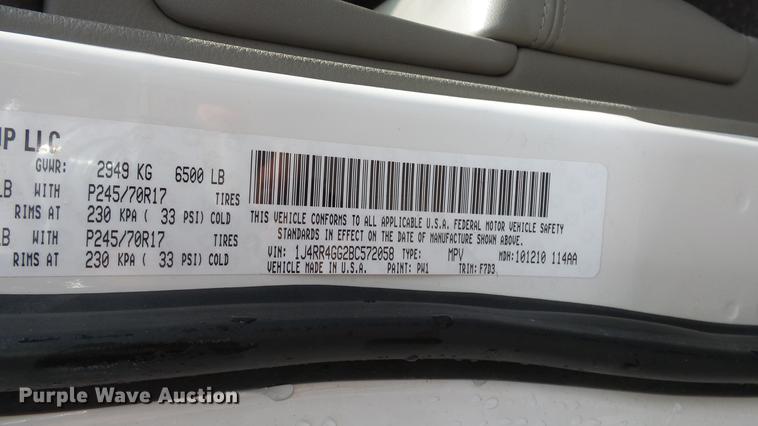 UP LLC
GVWR: 2949 KG 6500 LB
LB WITH P245/70R17 TIRES
RIMS AT 230 KPA ( 33 PSI) COLD
LB WITH P245/70R17 TIRES
RIMS AT 230 KPA ( 33 PSI) COLD
THIS VEHICLE CONFORMS TO ALL APPLICABLE U.S.A. FEDERAL MOTOR VEHICLE SAFETY
STANDARDS IN EFFECT ON THE DATE OF MANUFACTURE SHOWN ABOVE.
VIN: 1J4RR4GG2BC572058 TYPE: MPV MDH: 101210 114AA
VEHICLE MADE IN U.S.A. PAINT: PW1 TRIM: F7D3
Purple Wave Auction